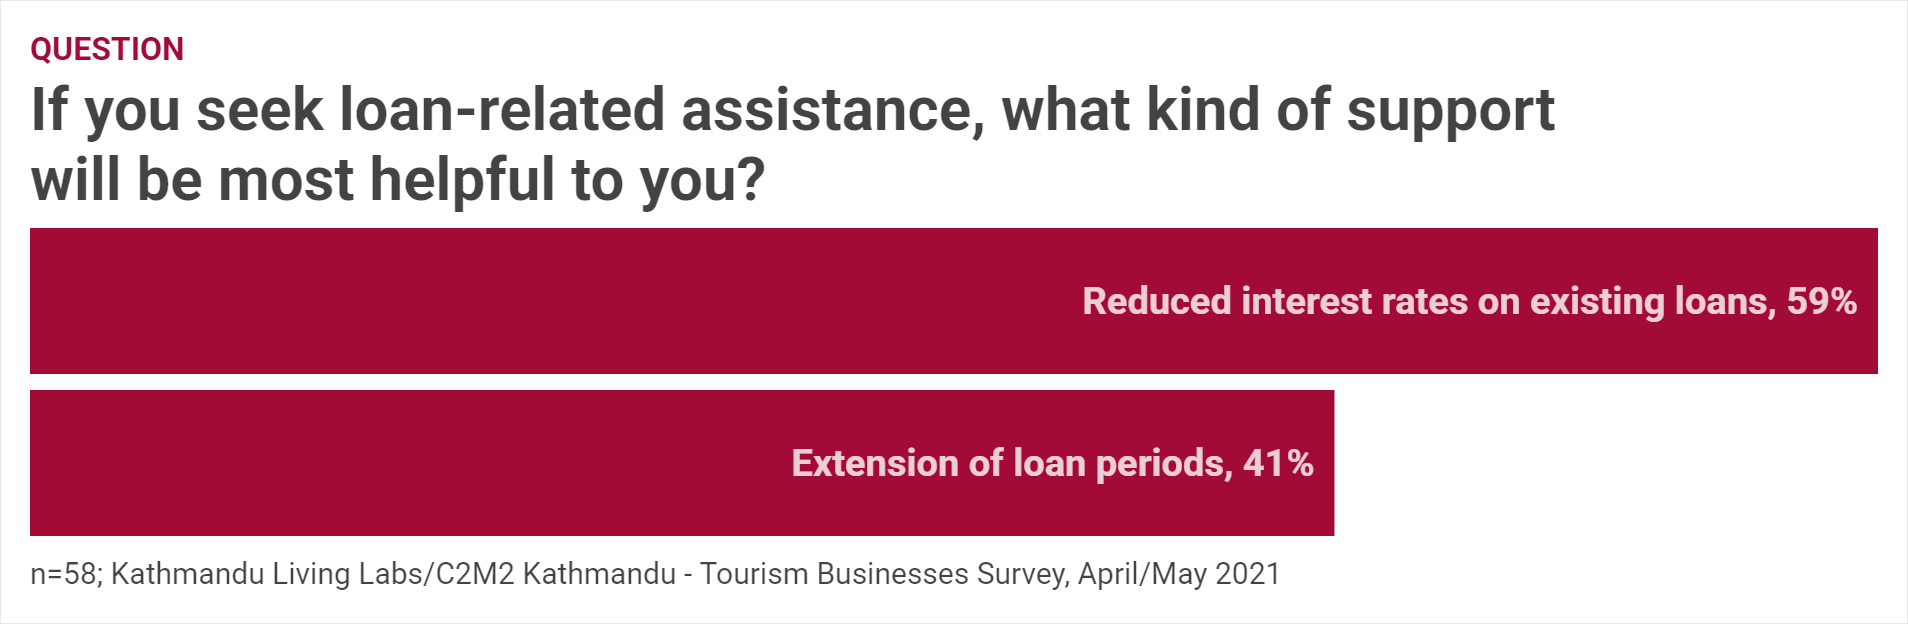 QUESTION
If you seek loan-related assistance, what kind of support
will be most helpful to you?
Reduced interest rates on existing loans, 59%
Extension of loan periods, 41%
n=58; Kathmandu Living Labs/C2M2 Kathmandu - Tourism Businesses Survey, April/May 2021